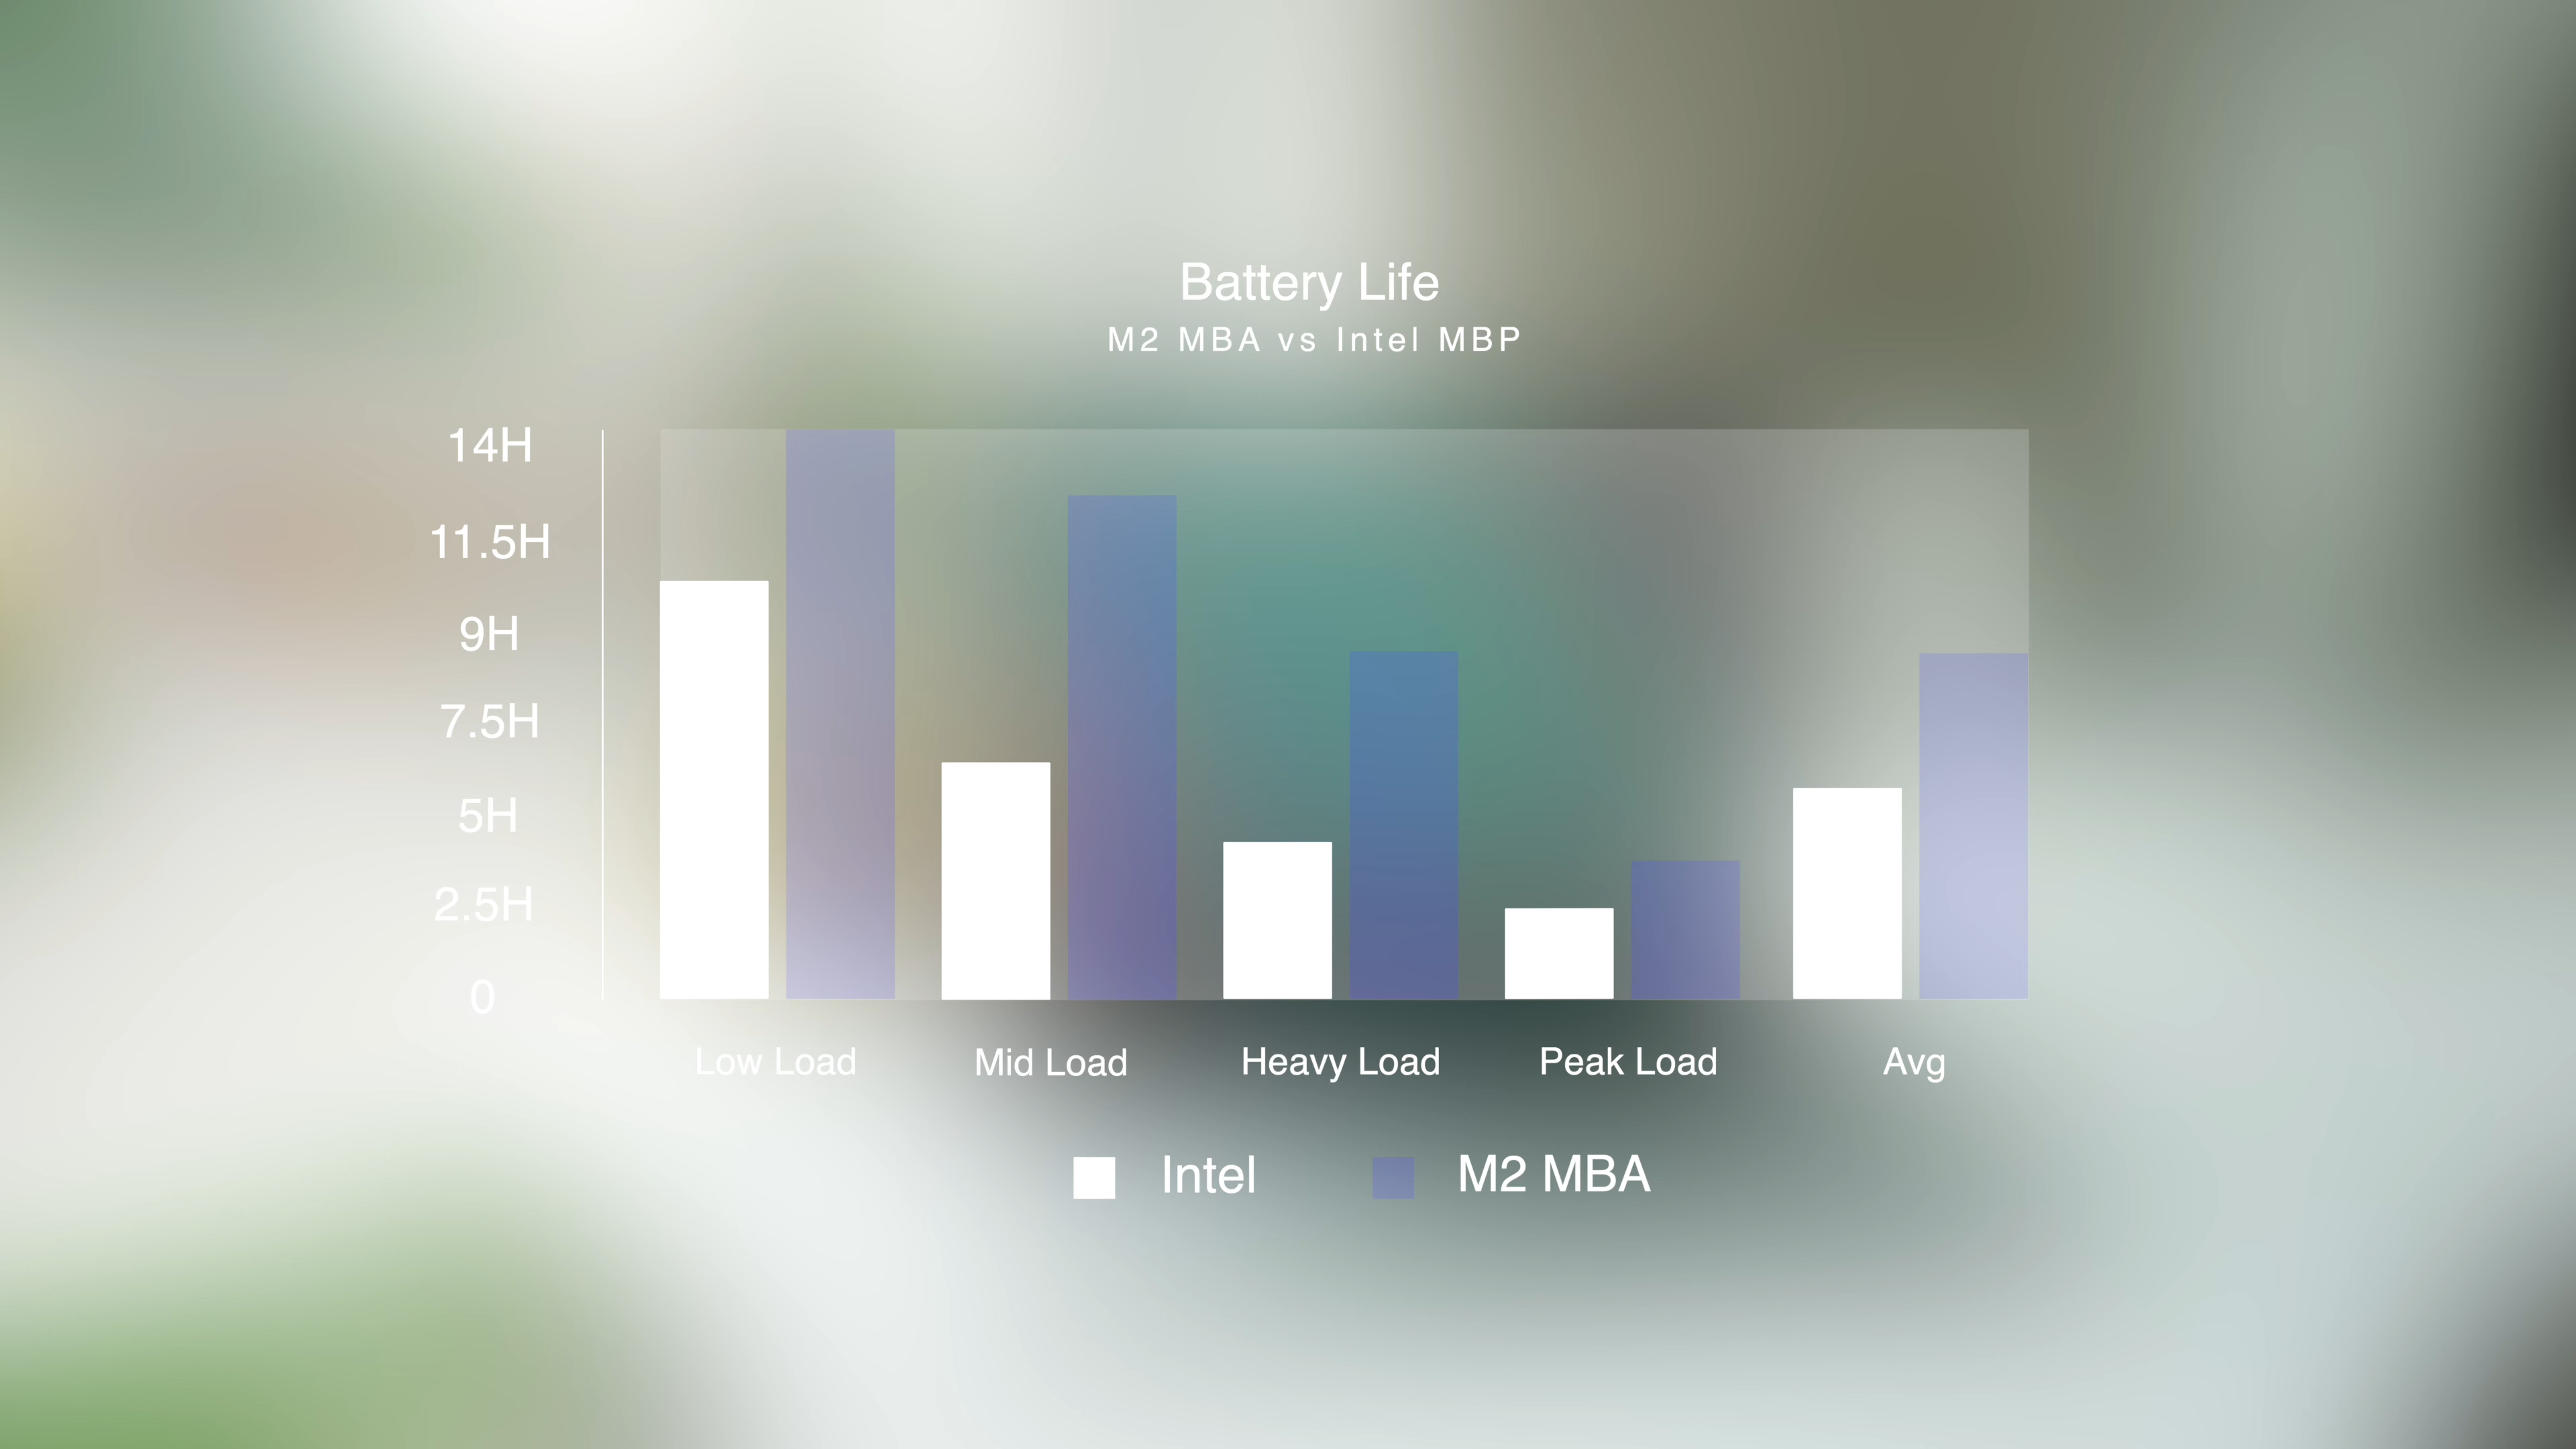 Battery Life
M2 MBA vs Intel MBP
14H
11.5H
9H
7.5H
5H
2.5H
0
Low Load
Mid Load
Heavy Load
Peak Load
Avg
Intel
M2 MBA